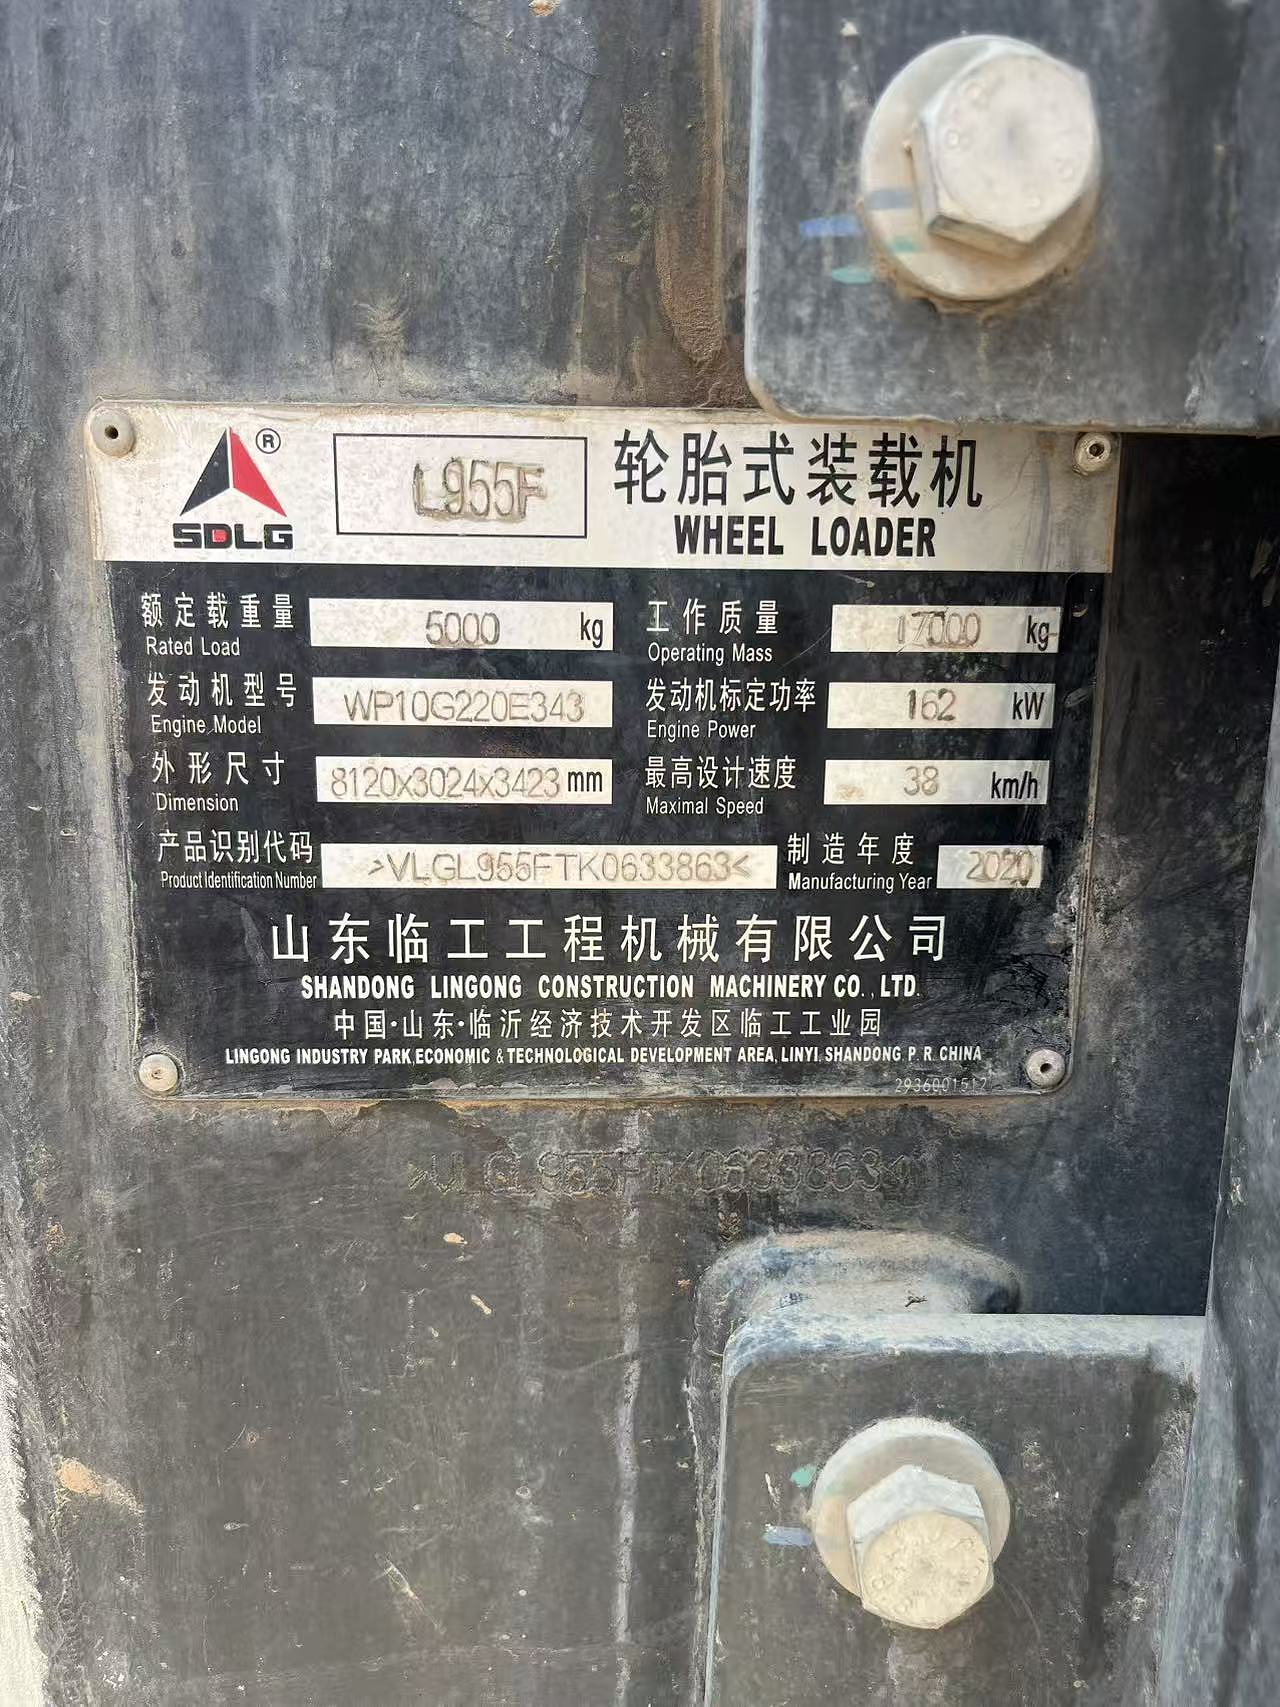 ® L955F 轮胎式装载机
SDLG WHEEL LOADER
额定载重量 5000 kg 工作质量 17000 kg
Rated Load Operating Mass
发动机型号 WP10G220E343 发动机标定功率 162 kW
Engine Model Engine Power
外形尺寸 8120x3024x3423 mm 最高设计速度 38 km/h
Dimension Maximal Speed
产品识别代码 >VLGL955FTK0633863< 制造年度 2020
Product Identification Number Manufacturing Year
山东临工工程机械有限公司
SHANDONG LINGONG CONSTRUCTION MACHINERY CO., LTD.
中国·山东·临沂经济技术开发区临工工业园
LINGONG INDUSTRY PARK,ECONOMIC & TECHNOLOGICAL DEVELOPMENT AREA, LINYI SHANDONG P. R. CHINA
2936001512
>VLGL955FTK0633863<